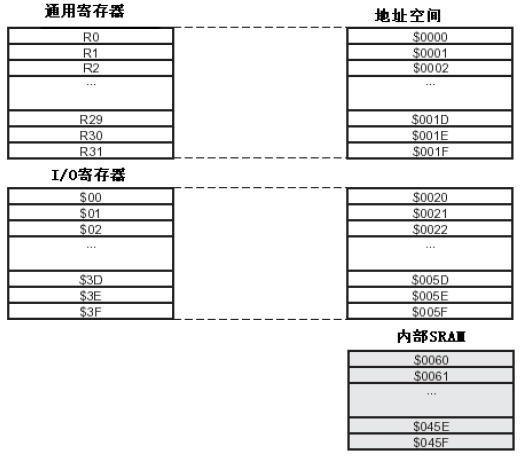 通用寄存器 地址空间
R0 $0000
R1 $0001
R2 $0002
... ...
R29 $001D
R30 $001E
R31 $001F
I/O寄存器
$00 $0020
$01 $0021
$02 $0022
... ...
$3D $005D
$3E $005E
$3F $005F
内部SRAM
$0060
$0061
...
$045E
$045F